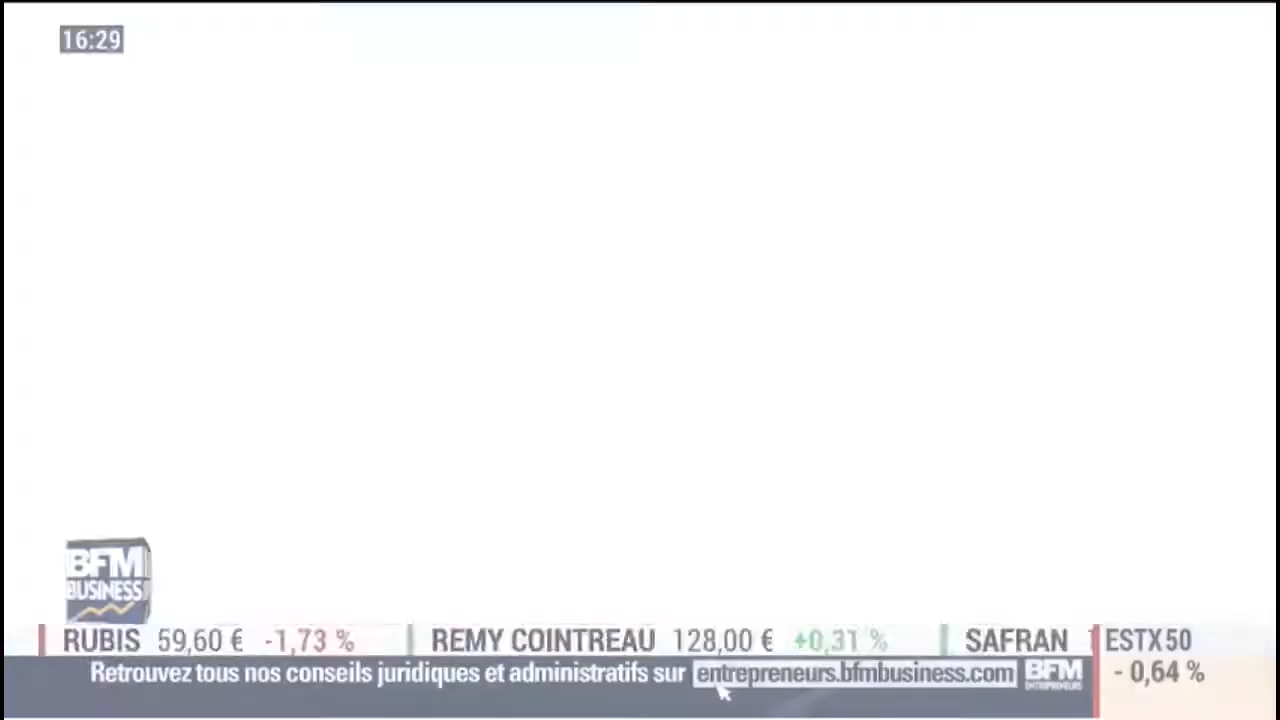 16:29
BFM
BUSINESS
RUBIS 59,60 € -1,73 % REMY COINTREAU 128,00 € +0,31 % SAFRAN ESTX50
Retrouvez tous nos conseils juridiques et administratifs sur entrepreneurs.bfmbusiness.com BFM
ENTREPRENEURS
- 0,64 %